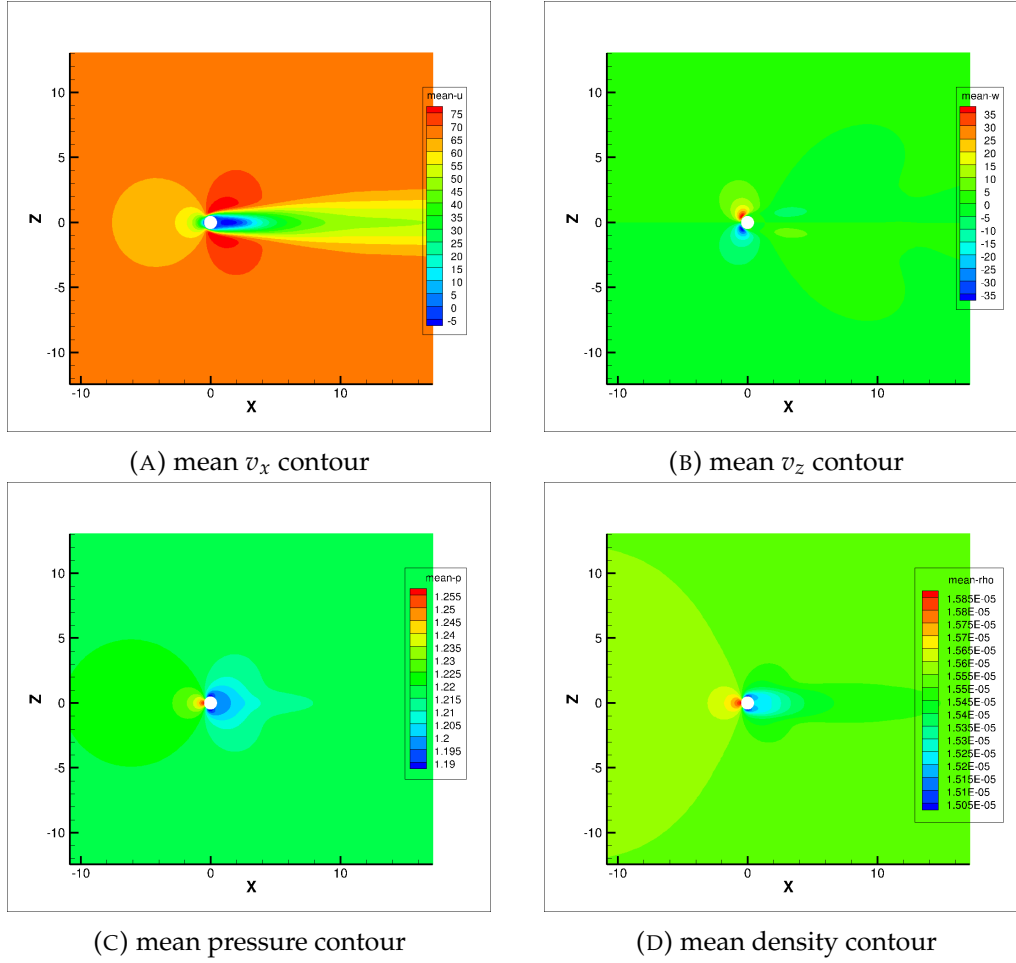 mean-u
75
70
65
60
55
50
45
40
35
30
25
20
15
10
5
0
-5
Z
10
5
0
-5
-10
-10 0 10
X
(A) mean v_x contour
mean-w
35
30
25
20
15
10
5
0
-5
-10
-15
-20
-25
-30
-35
Z
10
5
0
-5
-10
-10 0 10
X
(B) mean v_z contour
mean-p
1.255
1.25
1.245
1.24
1.235
1.23
1.225
1.22
1.215
1.21
1.205
1.2
1.195
1.19
Z
10
5
0
-5
-10
-10 0 10
X
(C) mean pressure contour
mean-rho
1.585E-05
1.58E-05
1.575E-05
1.57E-05
1.565E-05
1.56E-05
1.555E-05
1.55E-05
1.545E-05
1.54E-05
1.535E-05
1.53E-05
1.525E-05
1.52E-05
1.515E-05
1.51E-05
1.505E-05
Z
10
5
0
-5
-10
-10 0 10
X
(D) mean density contour